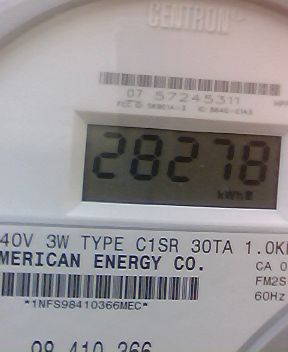 CENTRON
07 57245311
28278
kWh
40V 3W TYPE C1SR 30TA 1.0K
MERICAN ENERGY CO.
CA 0
FM2S
*1NFS98410366MEC*
60Hz
98 410 366